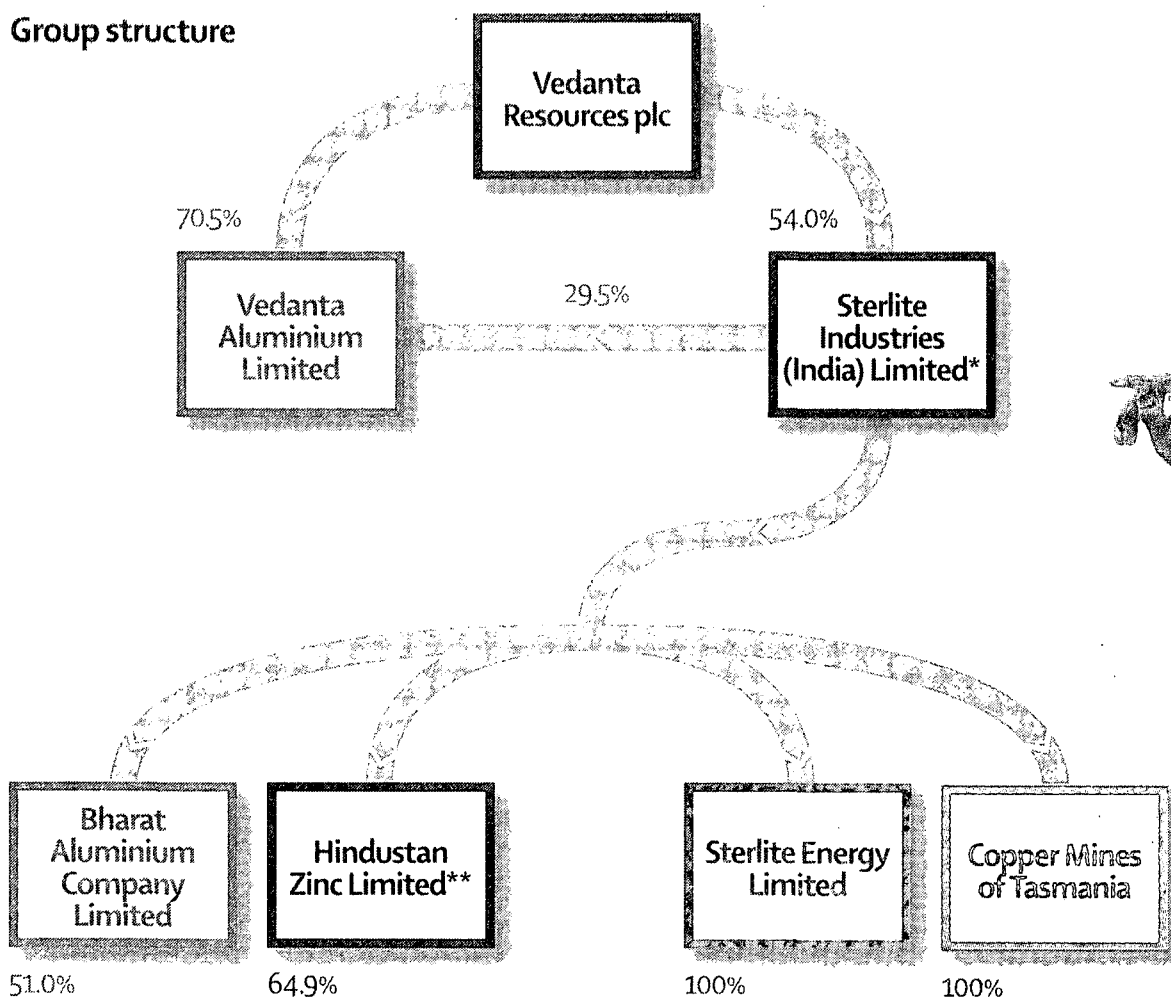 Group structure
Vedanta
Resources plc
70.5%
54.0%
Vedanta
Aluminium
Limited
29.5%
Sterlite
Industries
(India) Limited*
Bharat
Aluminium
Company
Limited
Hindustan
Zinc Limited**
Sterlite Energy
Limited
Copper Mines
of Tasmania
51.0%
64.9%
100%
100%